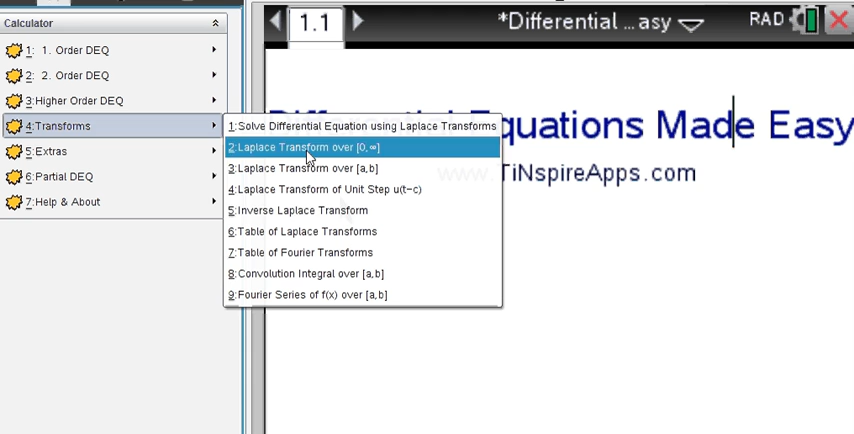 Calculator
1: 1. Order DEQ
2: 2. Order DEQ
3:Higher Order DEQ
4:Transforms
5:Extras
6:Partial DEQ
7:Help & About
1:Solve Differential Equation using Laplace Transforms
2:Laplace Transform over [0,∞]
3:Laplace Transform over [a,b]
4:Laplace Transform of Unit Step u(t-c)
5:Inverse Laplace Transform
6:Table of Laplace Transforms
7:Table of Fourier Transforms
8:Convolution Integral over [a,b]
9:Fourier Series of f(x) over [a,b]
1.1
*Differential ...asy
RAD
Differential Equations Made Easy
www.TiNspireApps.com